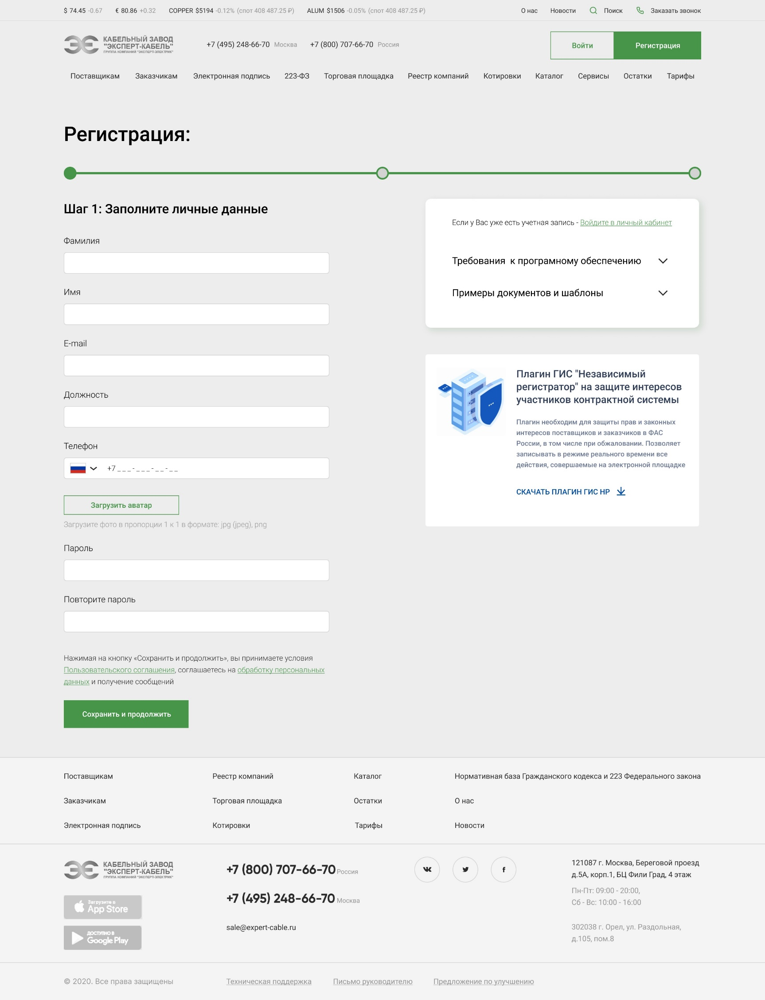 $ 74.45 -0.67 € 80.86 +0.32 COPPER $5194 -0.12% (спот 408 487.25 ₽) ALUM $1506 -0.05% (спот 408 487.25 ₽) О нас Новости Поиск Заказать звонок
КАБЕЛЬНЫЙ ЗАВОД
"ЭКСПЕРТ-КАБЕЛЬ"
ГРУППА КОМПАНИЙ "ЭКСПЕРТ-ЭЛЕКТРИК"
+7 (495) 248-66-70 Москва +7 (800) 707-66-70 Россия
Войти Регистрация
Поставщикам Заказчикам Электронная подпись 223-ФЗ Торговая площадка Реестр компаний Котировки Каталог Сервисы Остатки Тарифы
Регистрация:
Шаг 1: Заполните личные данные
Фамилия
Имя
E-mail
Должность
Телефон
+7 _ _ _ - _ _ _ - _ _ - _ _
Загрузить аватар
Загрузите фото в пропорции 1 к 1 в формате: jpg (jpeg), png
Пароль
Повторите пароль
Нажимая на кнопку «Сохранить и продолжить», вы принимаете условия
Пользовательского соглашения, соглашаетесь на обработку персональных
данных и получение сообщений
Сохранить и продолжить
Если у Вас уже есть учетная запись - Войдите в личный кабинет
Требования к програмному обеспечению
Примеры документов и шаблоны
Плагин ГИС "Независимый
регистратор" на защите интересов
участников контрактной системы
Плагин необходим для защиты прав и законных
интересов поставщиков и заказчиков в ФАС
России, в том числе при обжаловании. Позволяет
записывать в режиме реального времени все
действия, совершаемые на электронной площадке
СКАЧАТЬ ПЛАГИН ГИС НР
Поставщикам Реестр компаний Каталог Нормативная база Гражданского кодекса и 223 Федерального закона
Заказчикам Торговая площадка Остатки О нас
Электронная подпись Котировки Тарифы Новости
КАБЕЛЬНЫЙ ЗАВОД
"ЭКСПЕРТ-КАБЕЛЬ"
ГРУППА КОМПАНИЙ "ЭКСПЕРТ-ЭЛЕКТРИК"
Загрузите в
App Store
ДОСТУПНО В
Google Play
+7 (800) 707-66-70 Россия
+7 (495) 248-66-70 Москва
sale@expert-cable.ru
121087 г. Москва, Береговой проезд
д.5А, корп.1, БЦ Фили Град, 4 этаж
Пн-Пт: 09:00 - 20:00,
Сб - Вс: 10:00 - 16:00
302038 г. Орел, ул. Раздольная,
д.105, пом.8
© 2020. Все права защищены Техническая поддержка Письмо руководителю Предложение по улучшению